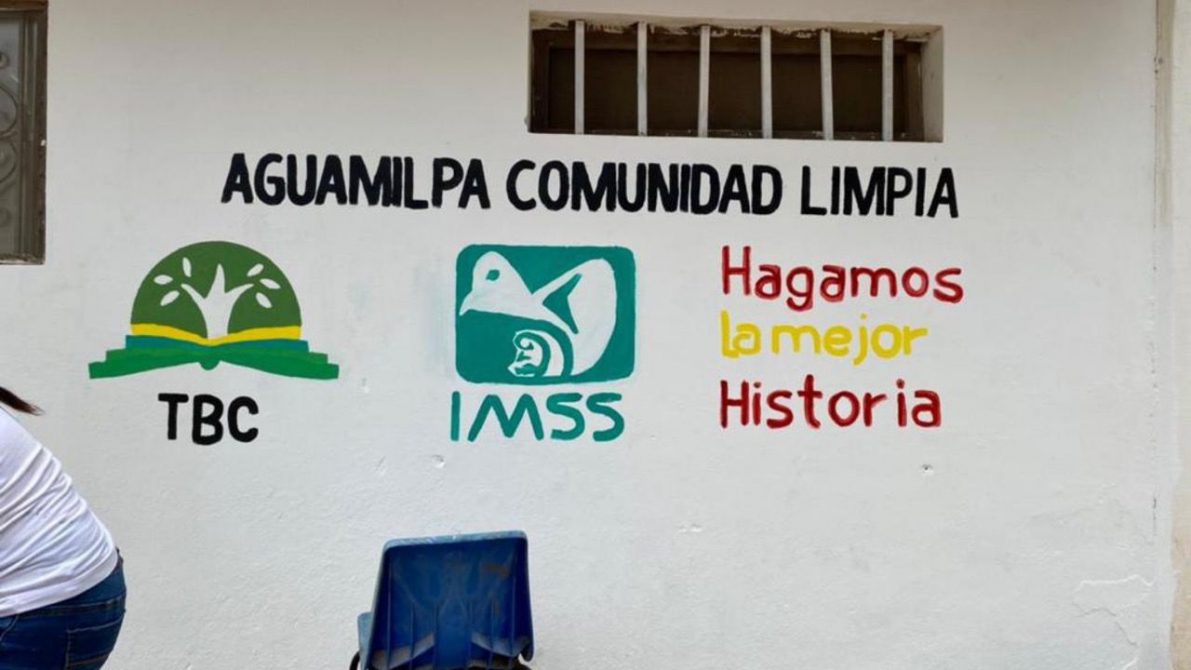 AGUAMILPA COMUNIDAD LIMPIA
TBC
IMSS
Hagamos
la mejor
Historia